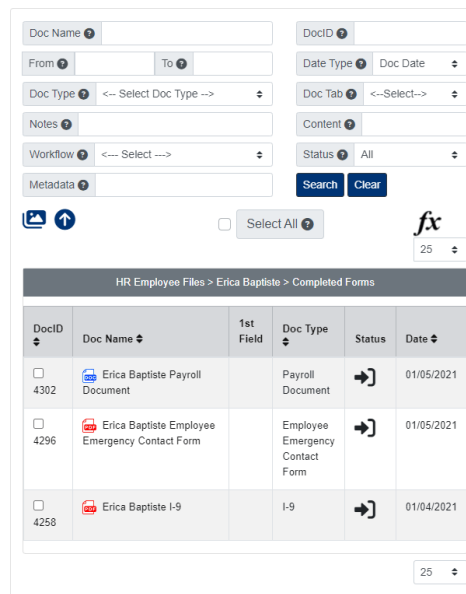 Doc Name ? DocID ?
From ? To ? Date Type ? Doc Date
Doc Type ? <-- Select Doc Type --> Doc Tab ? <--Select-->
Notes ? Content ?
Workflow ? <--- Select ---> Status ? All
Metadata ? Search Clear
Select All ? fx
25
HR Employee Files > Erica Baptiste > Completed Forms
DocID Doc Name 1st Field Doc Type Status Date
4302 DOC Erica Baptiste Payroll Document Payroll Document 01/05/2021
4296 PDF Erica Baptiste Employee Emergency Contact Form Employee Emergency Contact Form 01/05/2021
4258 PDF Erica Baptiste I-9 I-9 01/04/2021
25